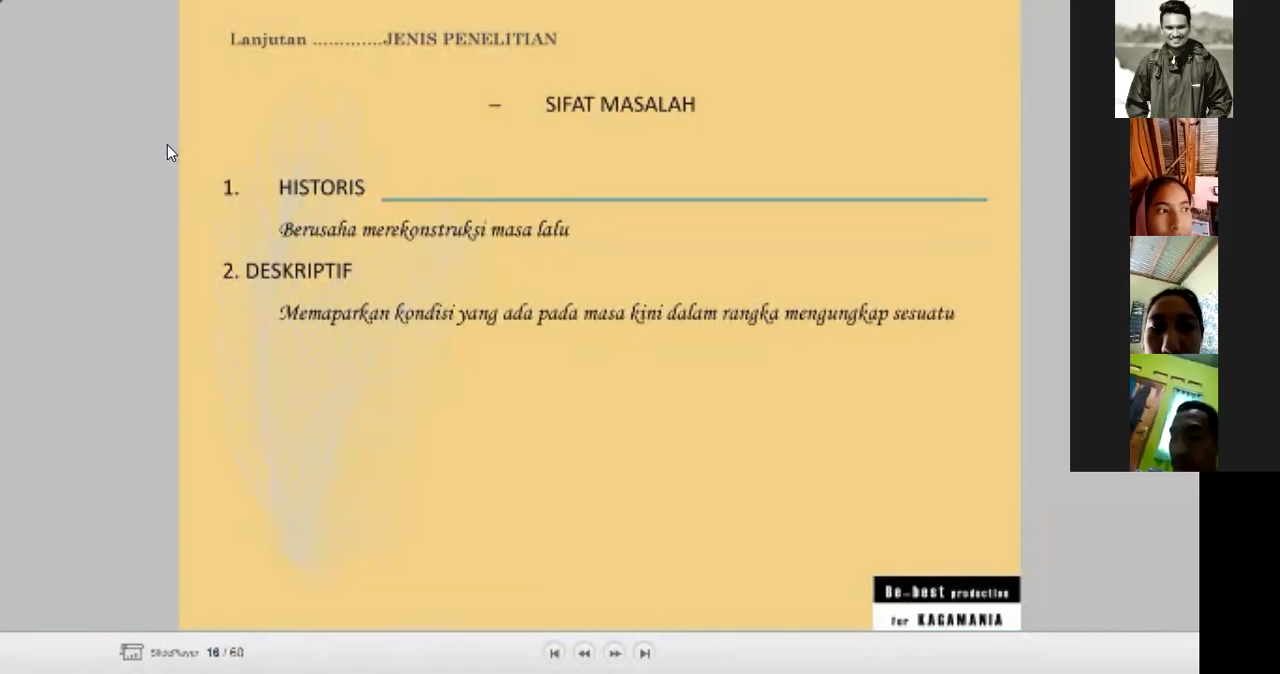 Lanjutan .............JENIS PENELITIAN
– SIFAT MASALAH
1. HISTORIS
Berusaha merekonstruksi masa lalu
2. DESKRIPTIF
Memaparkan kondisi yang ada pada masa kini dalam rangka mengungkap sesuatu
Be-best production
for KAGAMANIA
SlidePlayer 16 / 60